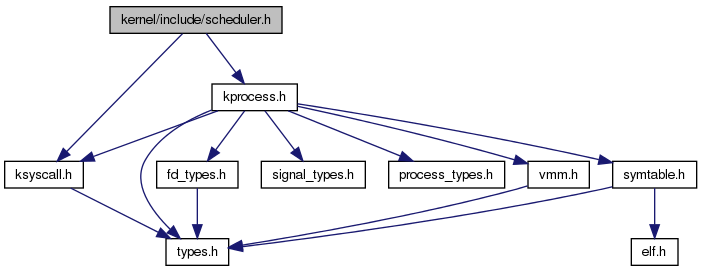 kernel/include/scheduler.h
kprocess.h
ksyscall.h
fd_types.h
signal_types.h
process_types.h
vmm.h
symtable.h
types.h
elf.h